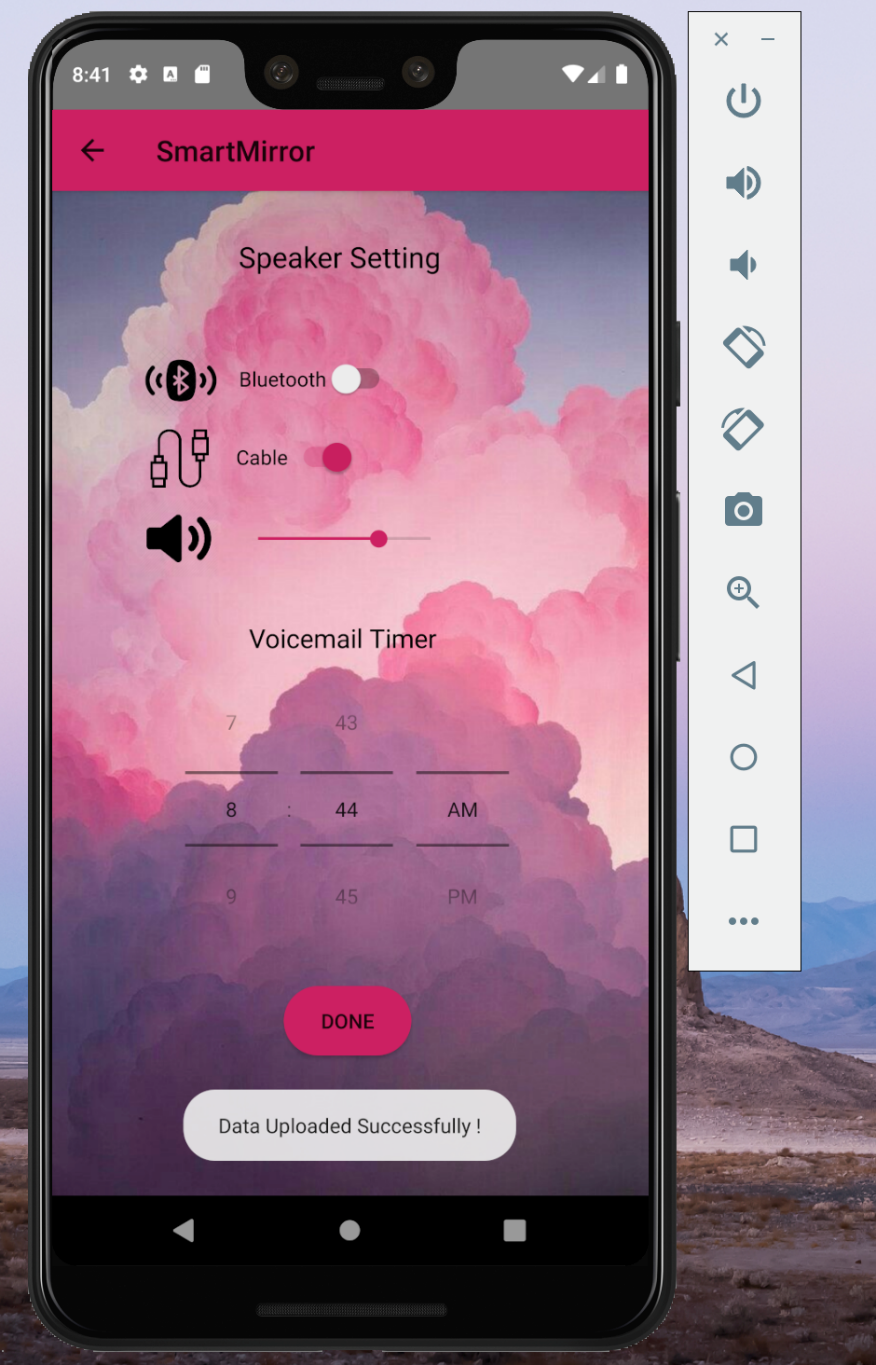 8:41
SmartMirror
Speaker Setting
Bluetooth
Cable
Voicemail Timer
7 43
8 : 44 AM
9 45 PM
DONE
Data Uploaded Successfully !